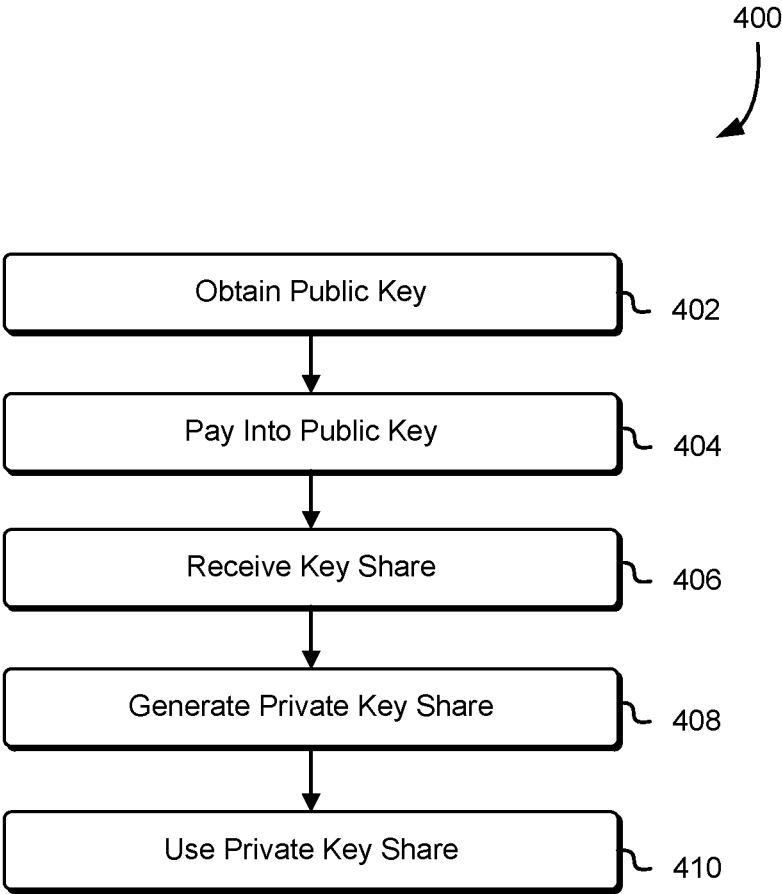 400
Obtain Public Key
402
Pay Into Public Key
404
Receive Key Share
406
Generate Private Key Share
408
Use Private Key Share
410